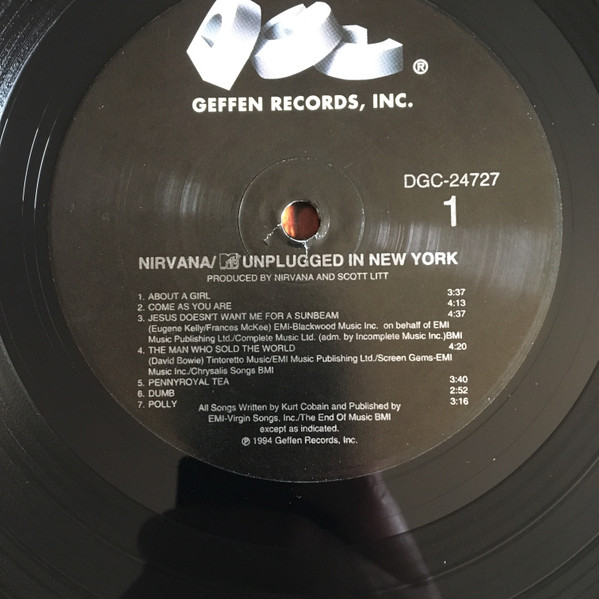 DGC
®
GEFFEN RECORDS, INC.
DGC-24727
1
NIRVANA/ MTV UNPLUGGED IN NEW YORK
PRODUCED BY NIRVANA AND SCOTT LITT
1. ABOUT A GIRL 3:37
2. COME AS YOU ARE 4:13
3. JESUS DOESN'T WANT ME FOR A SUNBEAM 4:37
(Eugene Kelly/Frances McKee) EMI-Blackwood Music Inc. on behalf of EMI
Music Publishing Ltd./Complete Music Ltd. (adm. by Incomplete Music Inc.)BMI
4. THE MAN WHO SOLD THE WORLD 4:20
(David Bowie) Tintoretto Music/EMI Music Publishing Ltd./Screen Gems-EMI
Music Inc./Chrysalis Songs BMI
5. PENNYROYAL TEA 3:40
6. DUMB 2:52
7. POLLY 3:16
All Songs Written by Kurt Cobain and Published by
EMI-Virgin Songs, Inc./The End Of Music BMI
except as indicated.
℗ 1994 Geffen Records, Inc.